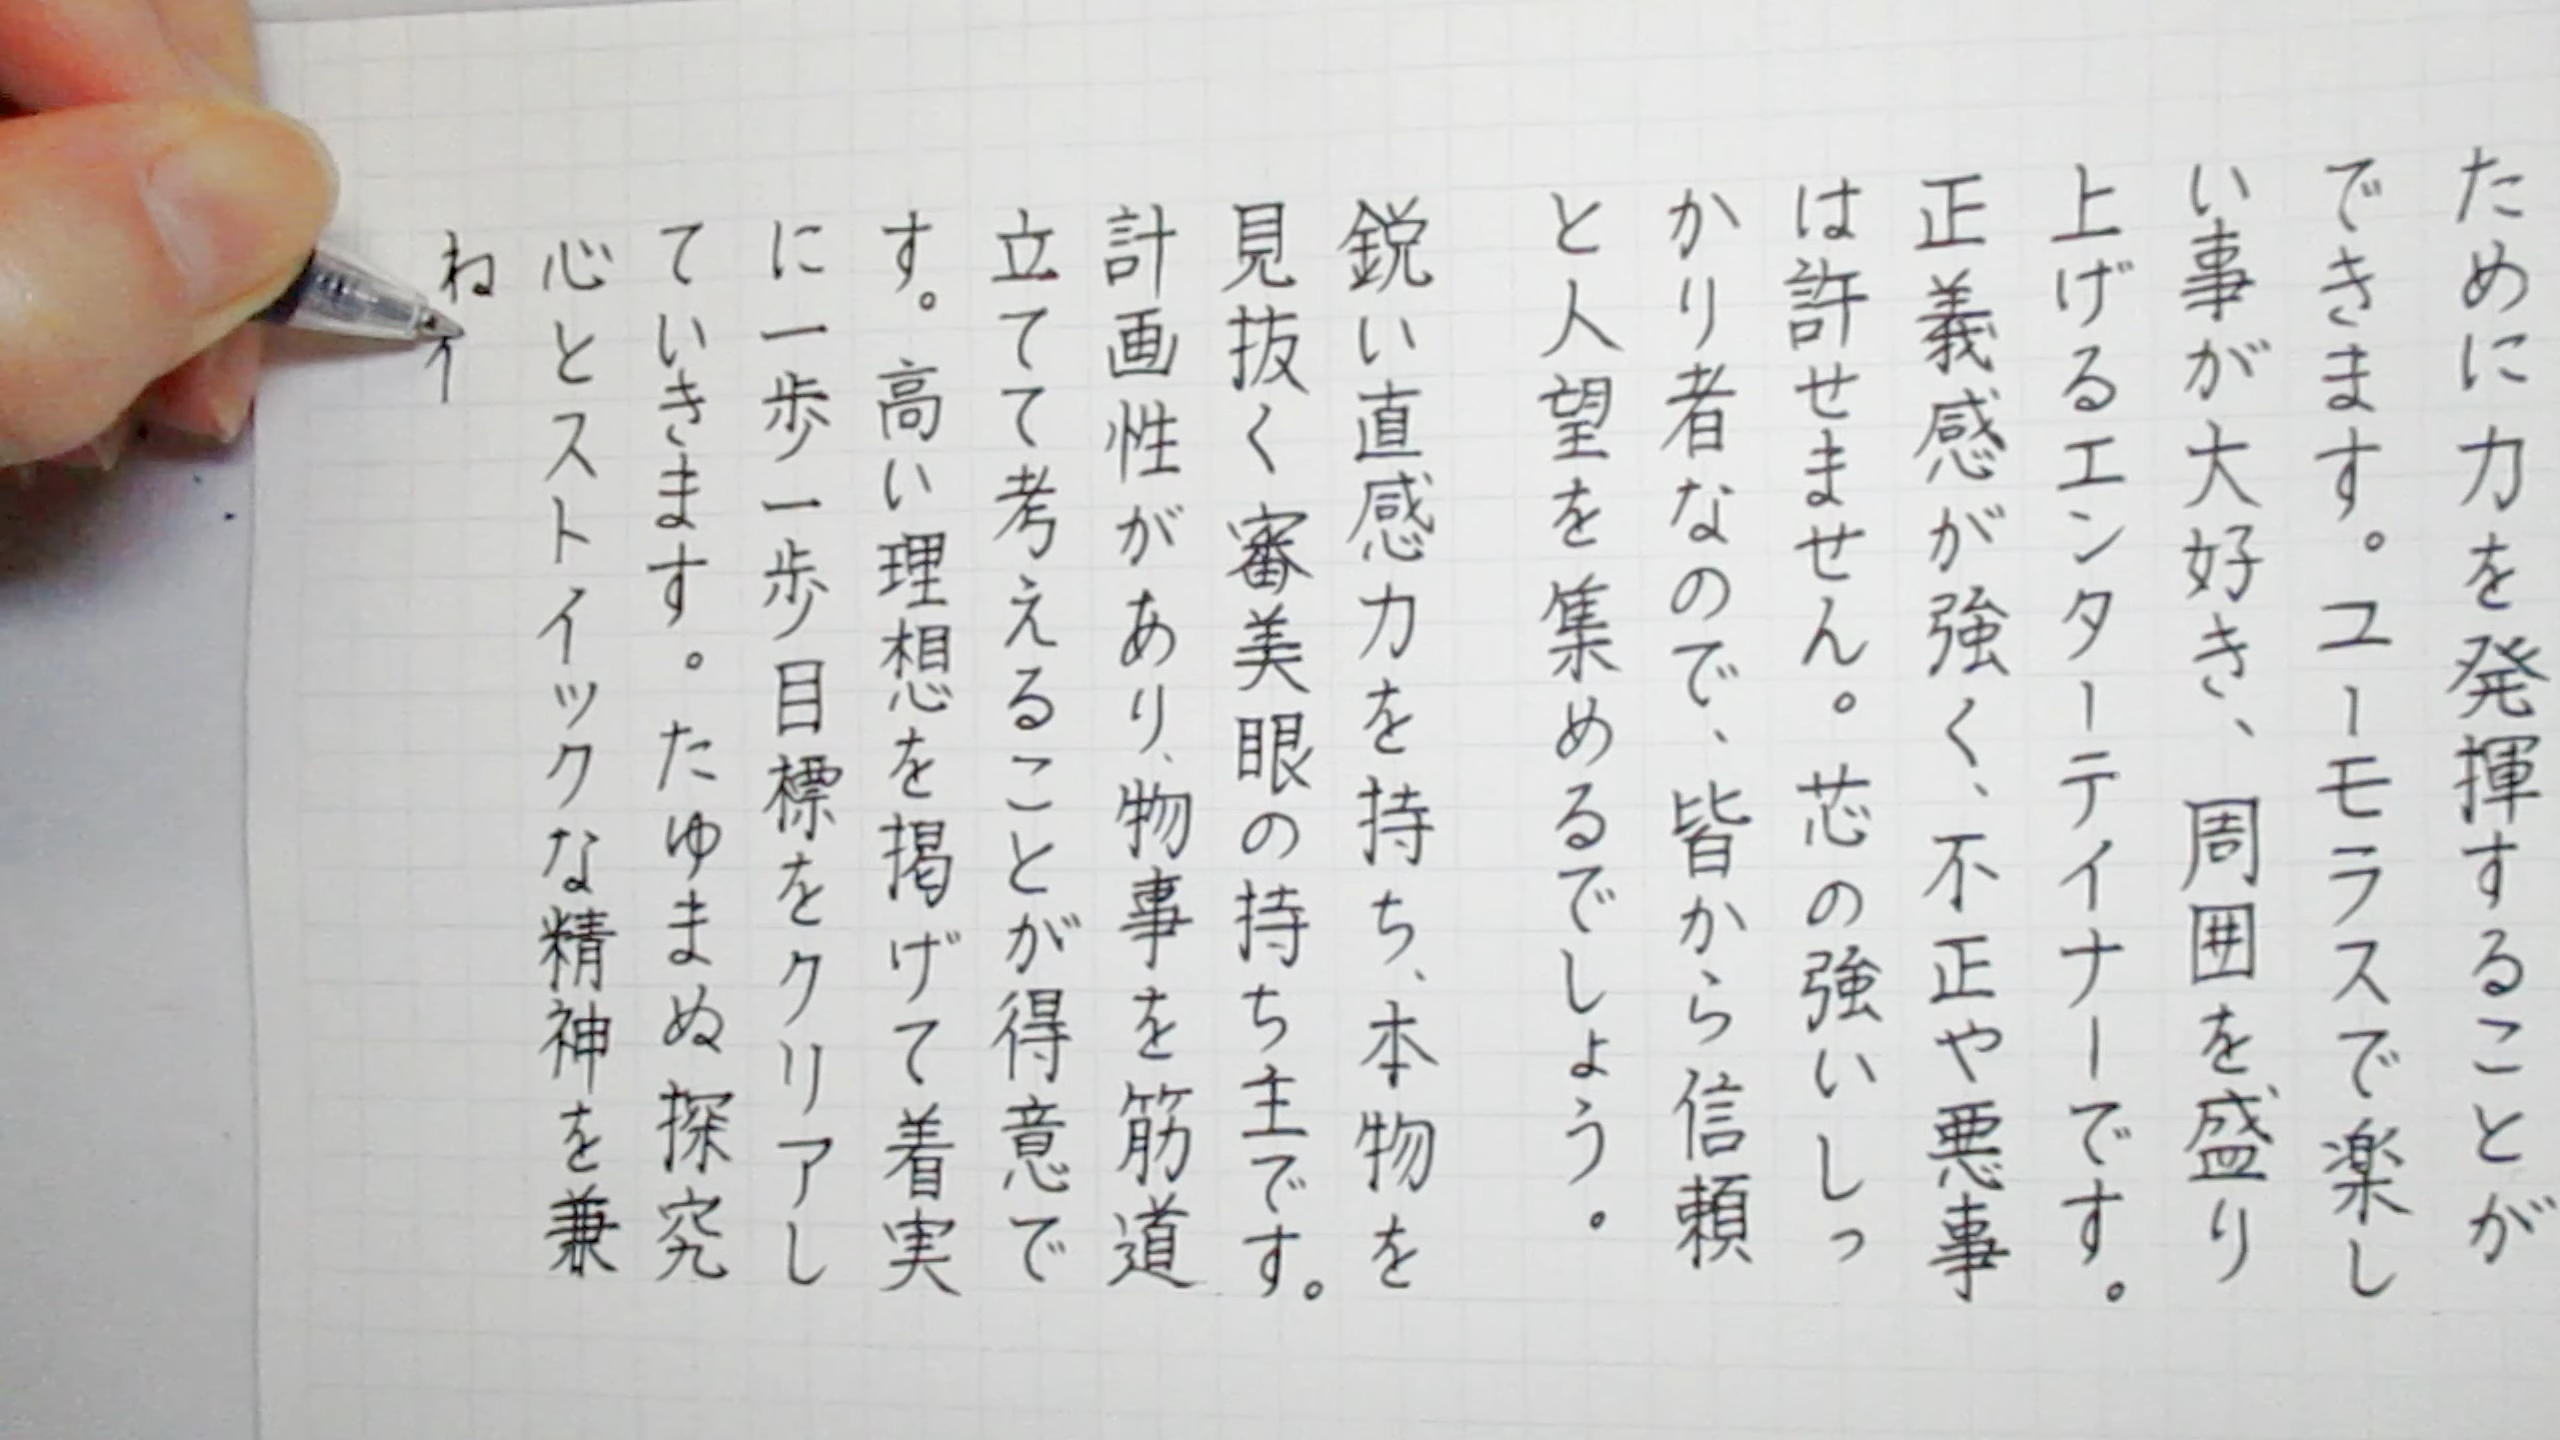 ために力を発揮することが
できます。ユーモラスで楽し
い事が大好き、周囲を盛り
上げるエンターテイナーです。
正義感が強く、不正や悪事
は許せません。芯の強いしっ
かり者なので、皆から信頼
と人望を集めるでしょう。
鋭い直感力を持ち、本物を
見抜く審美眼の持ち主です。
計画性があり、物事を筋道
立てて考えることが得意で
す。高い理想を掲げて着実
に一歩一歩目標をクリアし
ていきます。たゆまぬ探究
心とストイックな精神を兼
ね